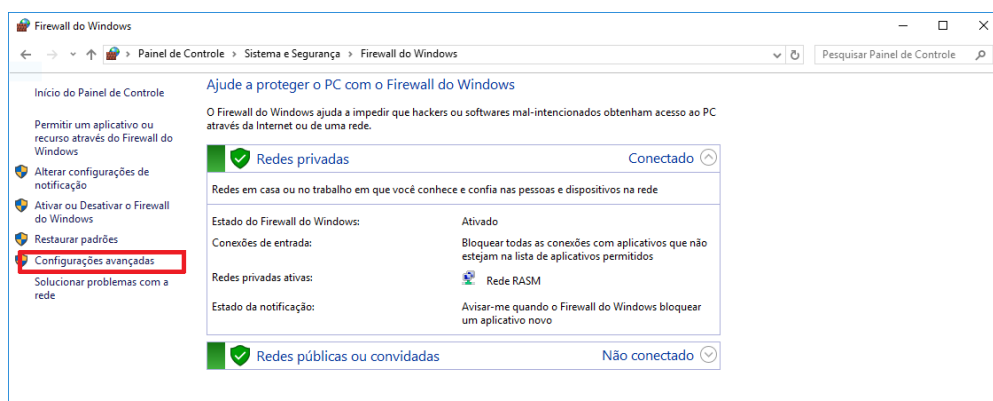 Firewall do Windows
Painel de Controle > Sistema e Segurança > Firewall do Windows
Pesquisar Painel de Controle
Início do Painel de Controle
Permitir um aplicativo ou
recurso através do Firewall do
Windows
Alterar configurações de
notificação
Ativar ou Desativar o Firewall
do Windows
Restaurar padrões
Configurações avançadas
Solucionar problemas com a
rede
Ajude a proteger o PC com o Firewall do Windows
O Firewall do Windows ajuda a impedir que hackers ou softwares mal-intencionados obtenham acesso ao PC
através da Internet ou de uma rede.
Redes privadas Conectado
Redes em casa ou no trabalho em que você conhece e confia nas pessoas e dispositivos na rede
Estado do Firewall do Windows: Ativado
Conexões de entrada: Bloquear todas as conexões com aplicativos que não
estejam na lista de aplicativos permitidos
Redes privadas ativas: Rede RASM
Estado da notificação: Avisar-me quando o Firewall do Windows bloquear
um aplicativo novo
Redes públicas ou convidadas Não conectado